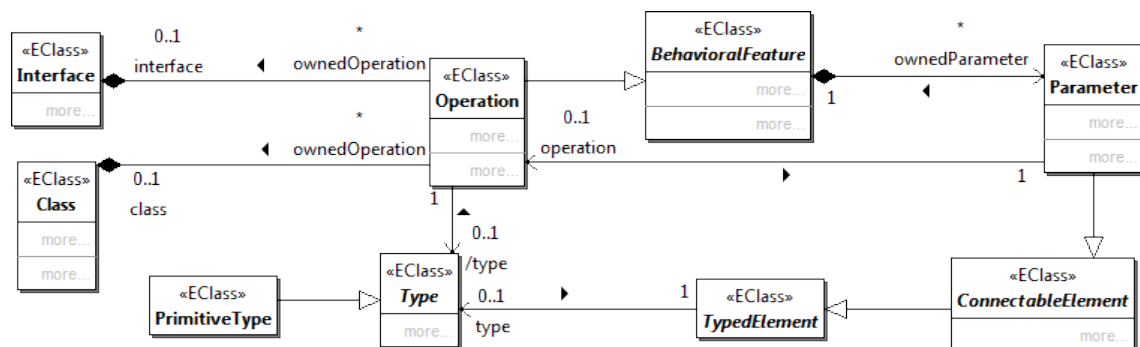 «EClass»
Interface
more...
0..1
interface
*
ownedOperation
«EClass»
Operation
more...
more...
«EClass»
BehavioralFeature
more...
more...
*
ownedParameter
1
«EClass»
Parameter
more...
more...
0..1
operation
1
*
ownedOperation
0..1
class
«EClass»
Class
more...
more...
1
0..1
/type
«EClass»
PrimitiveType
«EClass»
Type
more...
0..1
type
1
«EClass»
TypedElement
«EClass»
ConnectableElement
more...